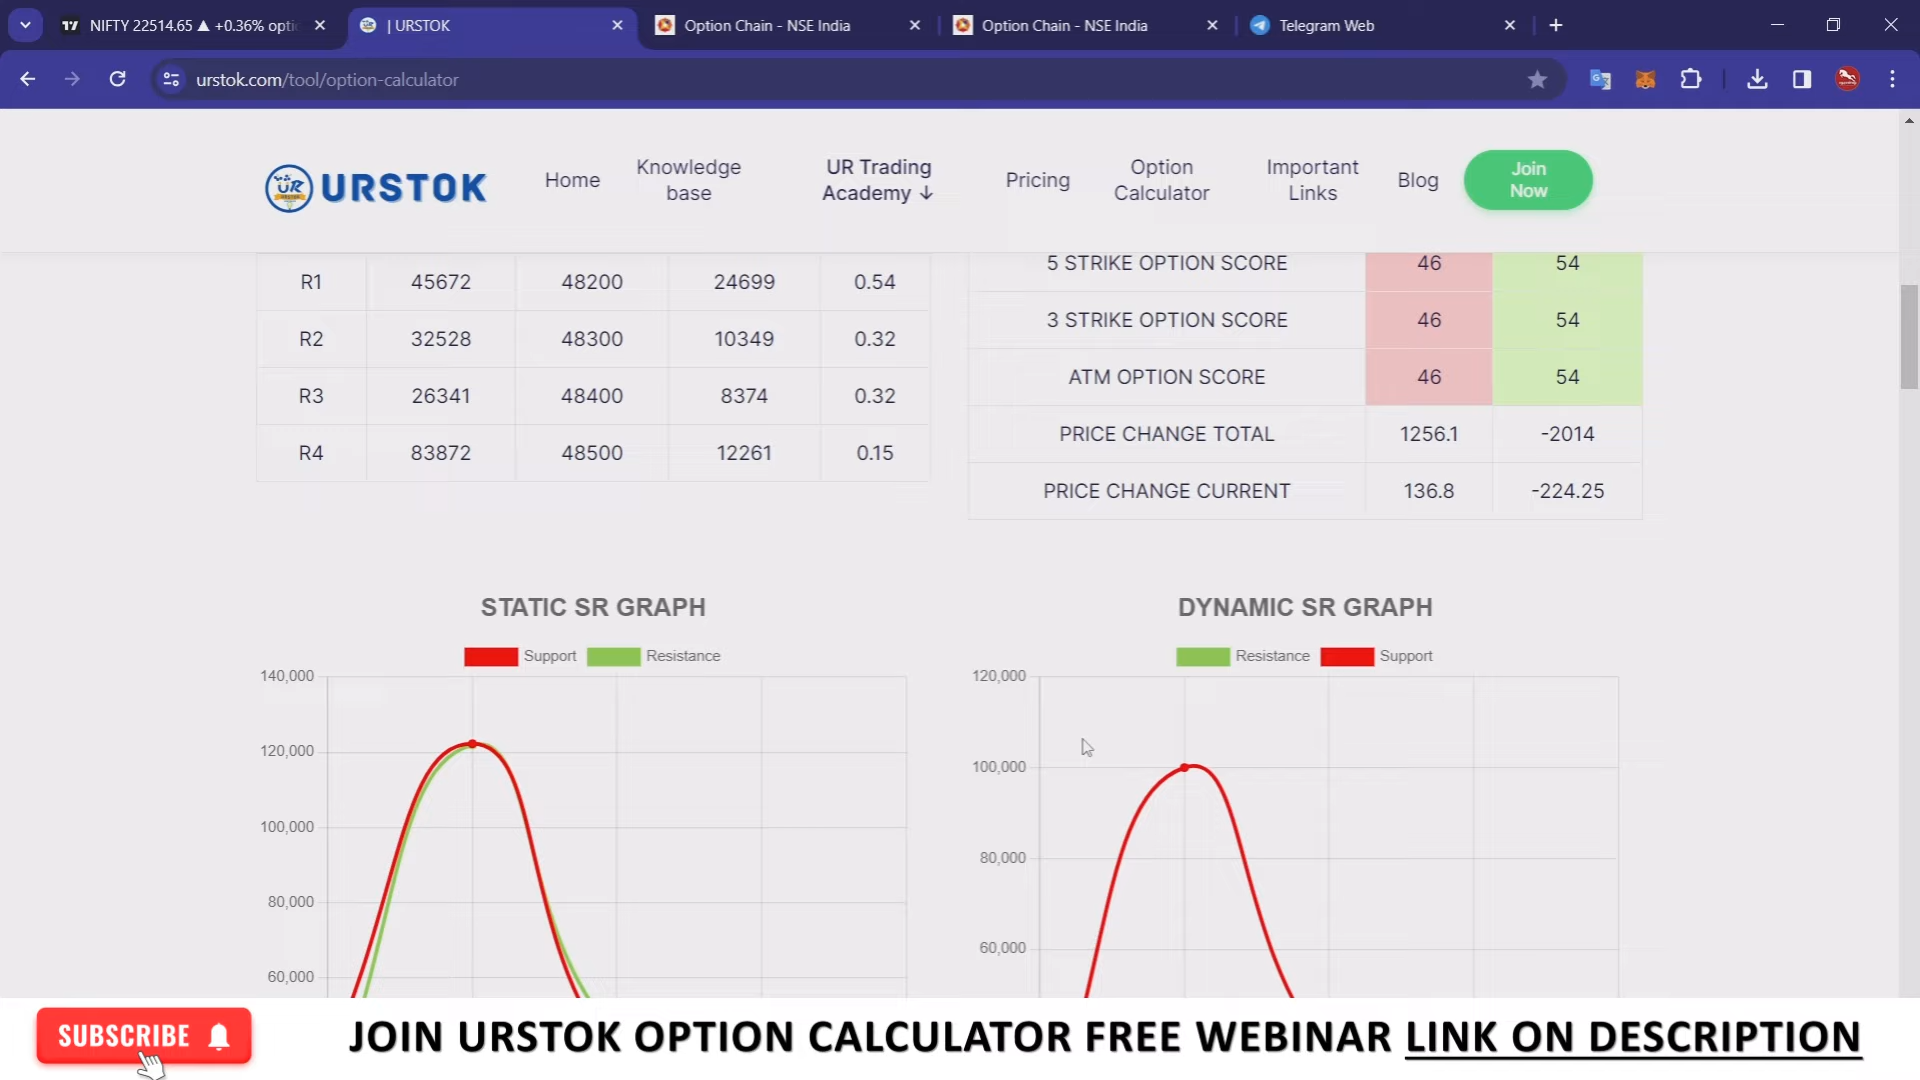 NIFTY 22514.65 ▲ +0.36% opti
| URSTOK
Option Chain - NSE India
Option Chain - NSE India
Telegram Web
urstok.com/tool/option-calculator
URSTOK
Home
Knowledge
base
UR Trading
Academy ↓
Pricing
Option
Calculator
Important
Links
Blog
Join
Now
R1 45672 48200 24699 0.54
R2 32528 48300 10349 0.32
R3 26341 48400 8374 0.32
R4 83872 48500 12261 0.15
5 STRIKE OPTION SCORE 46 54
3 STRIKE OPTION SCORE 46 54
ATM OPTION SCORE 46 54
PRICE CHANGE TOTAL 1256.1 -2014
PRICE CHANGE CURRENT 136.8 -224.25
STATIC SR GRAPH
Support Resistance
140,000
120,000
100,000
80,000
60,000
DYNAMIC SR GRAPH
Resistance Support
120,000
100,000
80,000
60,000
SUBSCRIBE
JOIN URSTOK OPTION CALCULATOR FREE WEBINAR LINK ON DESCRIPTION